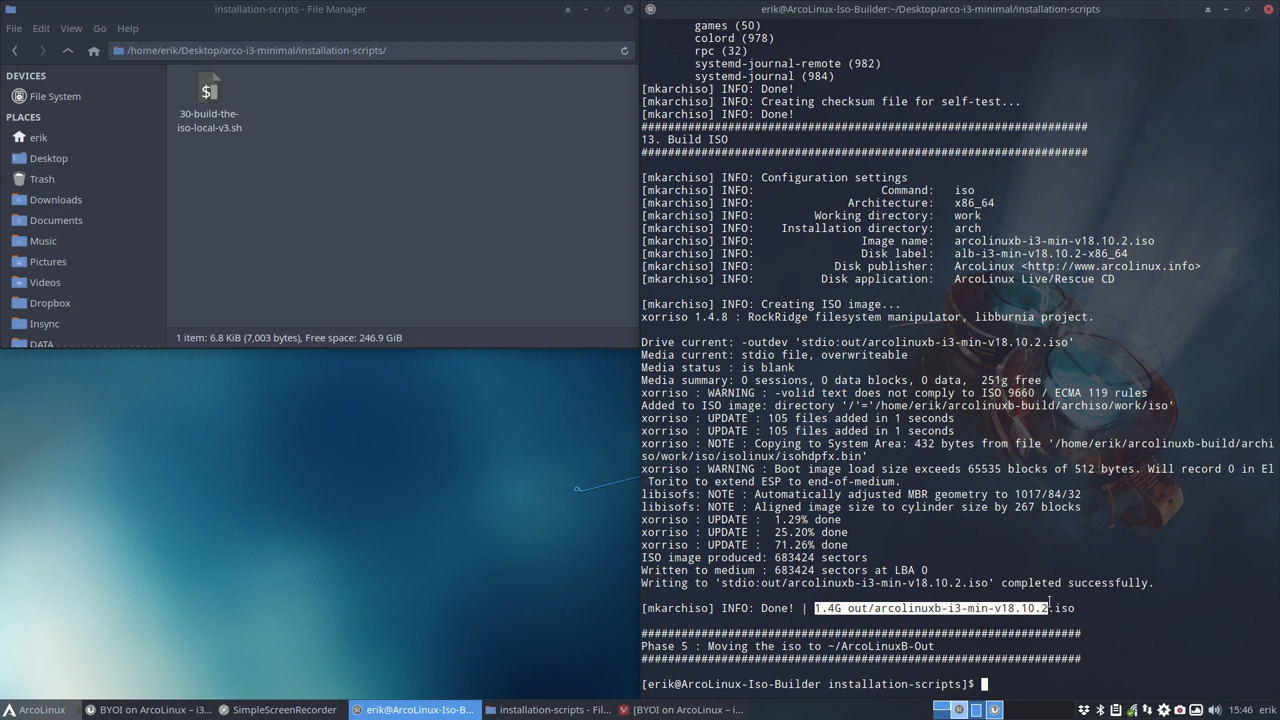 installation-scripts - File Manager
File Edit View Go Help
/home/erik/Desktop/arco-i3-minimal/installation-scripts/
DEVICES
File System
PLACES
erik
Desktop
Trash
Downloads
Documents
Music
Pictures
Videos
Dropbox
Insync
DATA
$
30-build-the-
iso-local-v3.sh
1 item: 6.8 KiB (7,003 bytes), Free space: 246.9 GiB
erik@ArcoLinux-Iso-Builder:~/Desktop/arco-i3-minimal/installation-scripts
games (50)
colord (978)
rpc (32)
systemd-journal-remote (982)
systemd-journal (984)
[mkarchiso] INFO: Done!
[mkarchiso] INFO: Creating checksum file for self-test...
[mkarchiso] INFO: Done!
##################################################################
13. Build ISO
##################################################################
[mkarchiso] INFO: Configuration settings
[mkarchiso] INFO: Command: iso
[mkarchiso] INFO: Architecture: x86_64
[mkarchiso] INFO: Working directory: work
[mkarchiso] INFO: Installation directory: arch
[mkarchiso] INFO: Image name: arcolinuxb-i3-min-v18.10.2.iso
[mkarchiso] INFO: Disk label: alb-i3-min-v18.10.2-x86_64
[mkarchiso] INFO: Disk publisher: ArcoLinux <http://www.arcolinux.info>
[mkarchiso] INFO: Disk application: ArcoLinux Live/Rescue CD
[mkarchiso] INFO: Creating ISO image...
xorriso 1.4.8 : RockRidge filesystem manipulator, libburnia project.
Drive current: -outdev 'stdio:out/arcolinuxb-i3-min-v18.10.2.iso'
Media current: stdio file, overwriteable
Media status : is blank
Media summary: 0 sessions, 0 data blocks, 0 data, 251g free
xorriso : WARNING : -volid text does not comply to ISO 9660 / ECMA 119 rules
Added to ISO image: directory '/'='/home/erik/arcolinuxb-build/archiso/work/iso'
xorriso : UPDATE : 105 files added in 1 seconds
xorriso : UPDATE : 105 files added in 1 seconds
xorriso : NOTE : Copying to System Area: 432 bytes from file '/home/erik/arcolinuxb-build/archi
so/work/iso/isolinux/isohdpfx.bin'
xorriso : WARNING : Boot image load size exceeds 65535 blocks of 512 bytes. Will record 0 in El
Torito to extend ESP to end-of-medium.
libisofs: NOTE : Automatically adjusted MBR geometry to 1017/84/32
libisofs: NOTE : Aligned image size to cylinder size by 267 blocks
xorriso : UPDATE : 1.29% done
xorriso : UPDATE : 25.20% done
xorriso : UPDATE : 71.26% done
ISO image produced: 683424 sectors
Written to medium : 683424 sectors at LBA 0
Writing to 'stdio:out/arcolinuxb-i3-min-v18.10.2.iso' completed successfully.
[mkarchiso] INFO: Done! | 1.4G out/arcolinuxb-i3-min-v18.10.2.iso
#################################################################
Phase 5 : Moving the iso to ~/ArcoLinuxB-Out
#################################################################
[erik@ArcoLinux-Iso-Builder installation-scripts]$
ArcoLinux BYOI on ArcoLinux – i3... SimpleScreenRecorder erik@ArcoLinux-Iso-B... installation-scripts - Fil... [BYOI on ArcoLinux – i... 15:46 erik